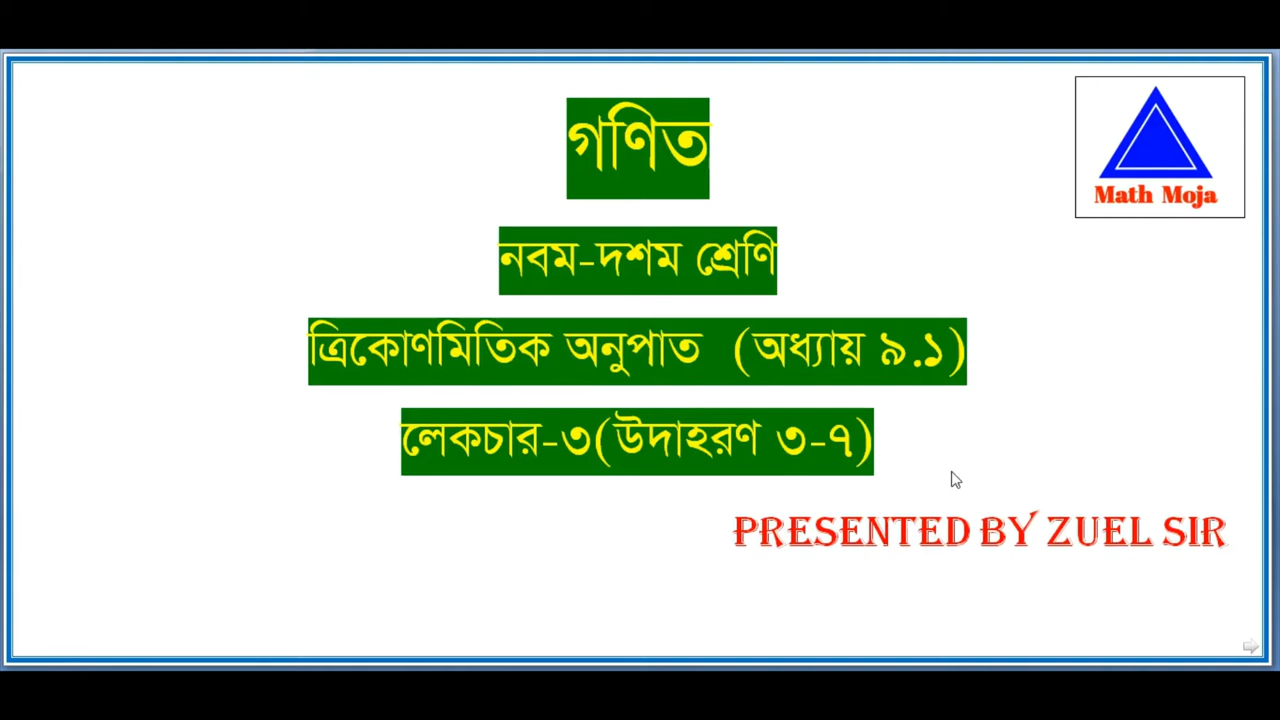 গণিত
Math Moja
নবম-দশম শ্রেণি
ত্রিকোণমিতিক অনুপাত (অধ্যায় ৯.১)
লেকচার-৩(উদাহরণ ৩-৭)
PRESENTED BY ZUEL SIR